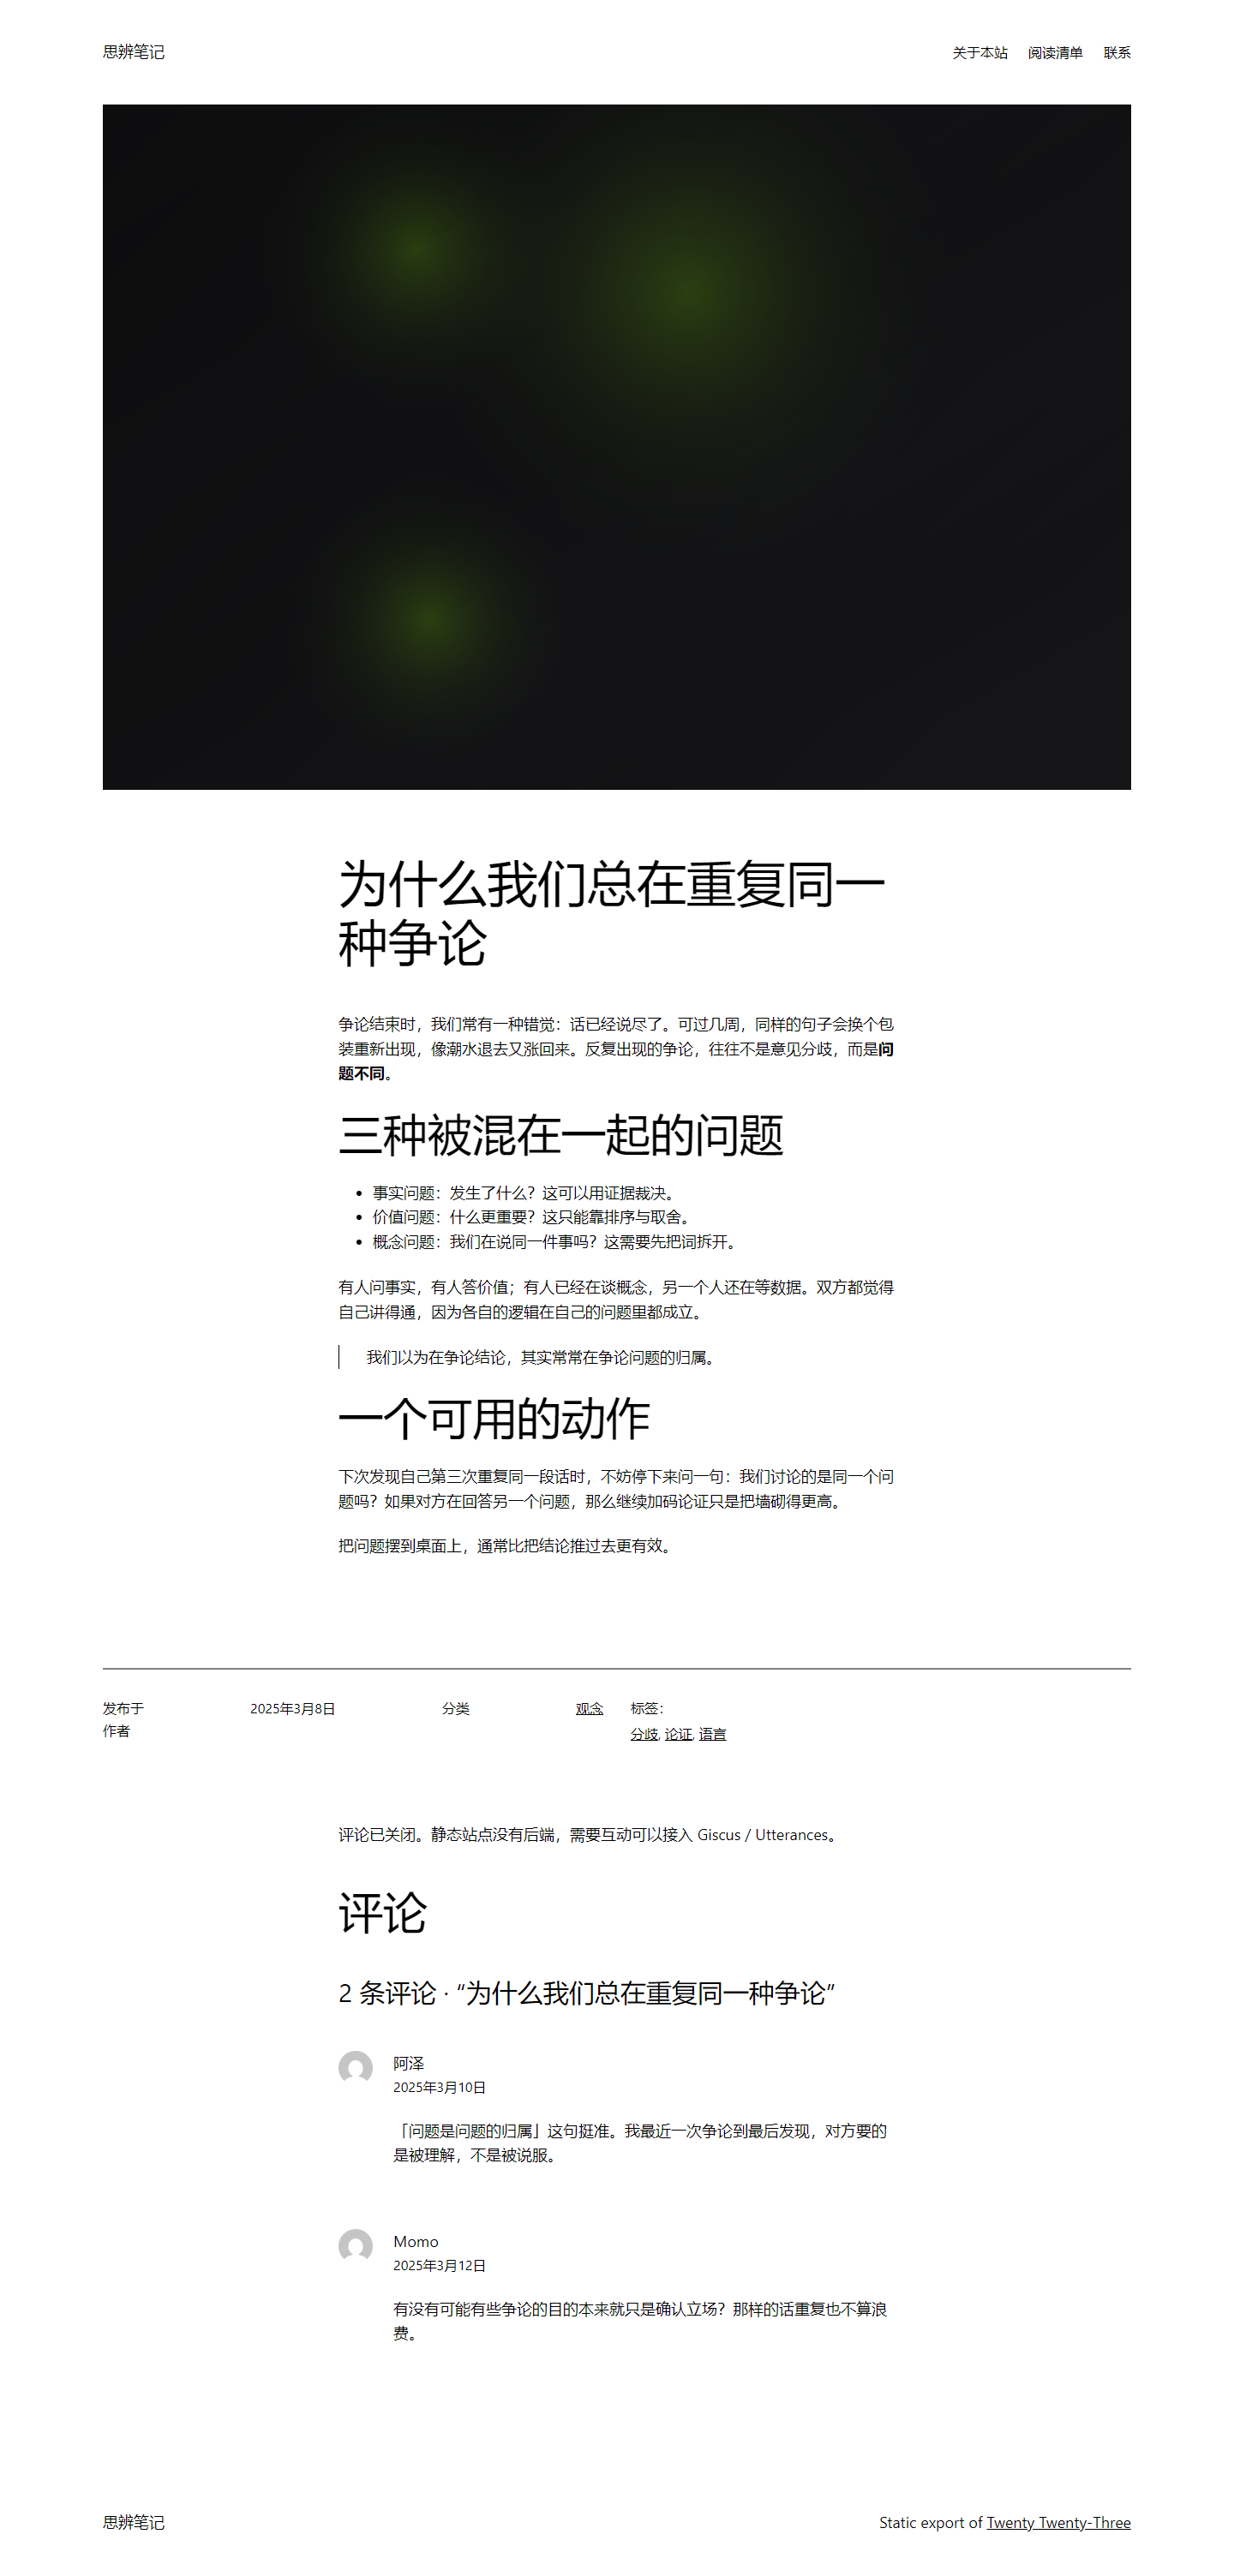 思辨笔记
关于本站 阅读清单 联系
为什么我们总在重复同一
种争论
争论结束时，我们常有一种错觉：话已经说尽了。可过几周，同样的句子会换个包
装重新出现，像潮水退去又涨回来。反复出现的争论，往往不是意见分歧，而是问
题不同。
三种被混在一起的问题
• 事实问题：发生了什么？这可以用证据裁决。
• 价值问题：什么更重要？这只能靠排序与取舍。
• 概念问题：我们在说同一件事吗？这需要先把词拆开。
有人问事实，有人答价值；有人已经在谈概念，另一个人还在等数据。双方都觉得
自己讲得通，因为各自的逻辑在自己的问题里都成立。
我们以为在争论结论，其实常常在争论问题的归属。
一个可用的动作
下次发现自己第三次重复同一段话时，不妨停下来问一句：我们讨论的是同一个问
题吗？如果对方在回答另一个问题，那么继续加码论证只是把墙砌得更高。
把问题摆到桌面上，通常比把结论推过去更有效。
发布于 2025年3月8日 分类 观念 标签：
作者
分歧, 论证, 语言
评论已关闭。静态站点没有后端，需要互动可以接入 Giscus / Utterances。
评论
2 条评论 · “为什么我们总在重复同一种争论”
阿泽
2025年3月10日
「问题是问题的归属」这句挺准。我最近一次争论到最后发现，对方要的
是被理解，不是被说服。
Momo
2025年3月12日
有没有可能有些争论的目的本来就只是确认立场？那样的话重复也不算浪
费。
思辨笔记
Static export of Twenty Twenty-Three